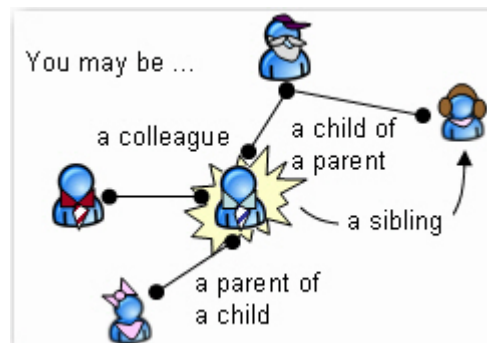 You may be ...
a colleague
a child of
a parent
a sibling
a parent of
a child